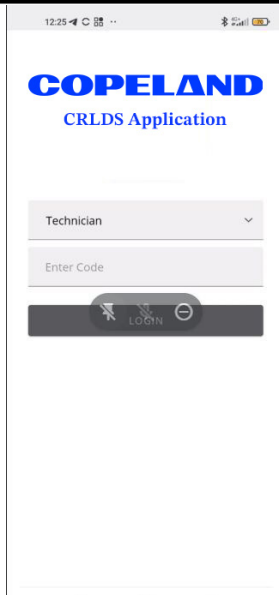 12:25
COPELAND
CRLDS Application
Technician
Enter Code
LOGIN